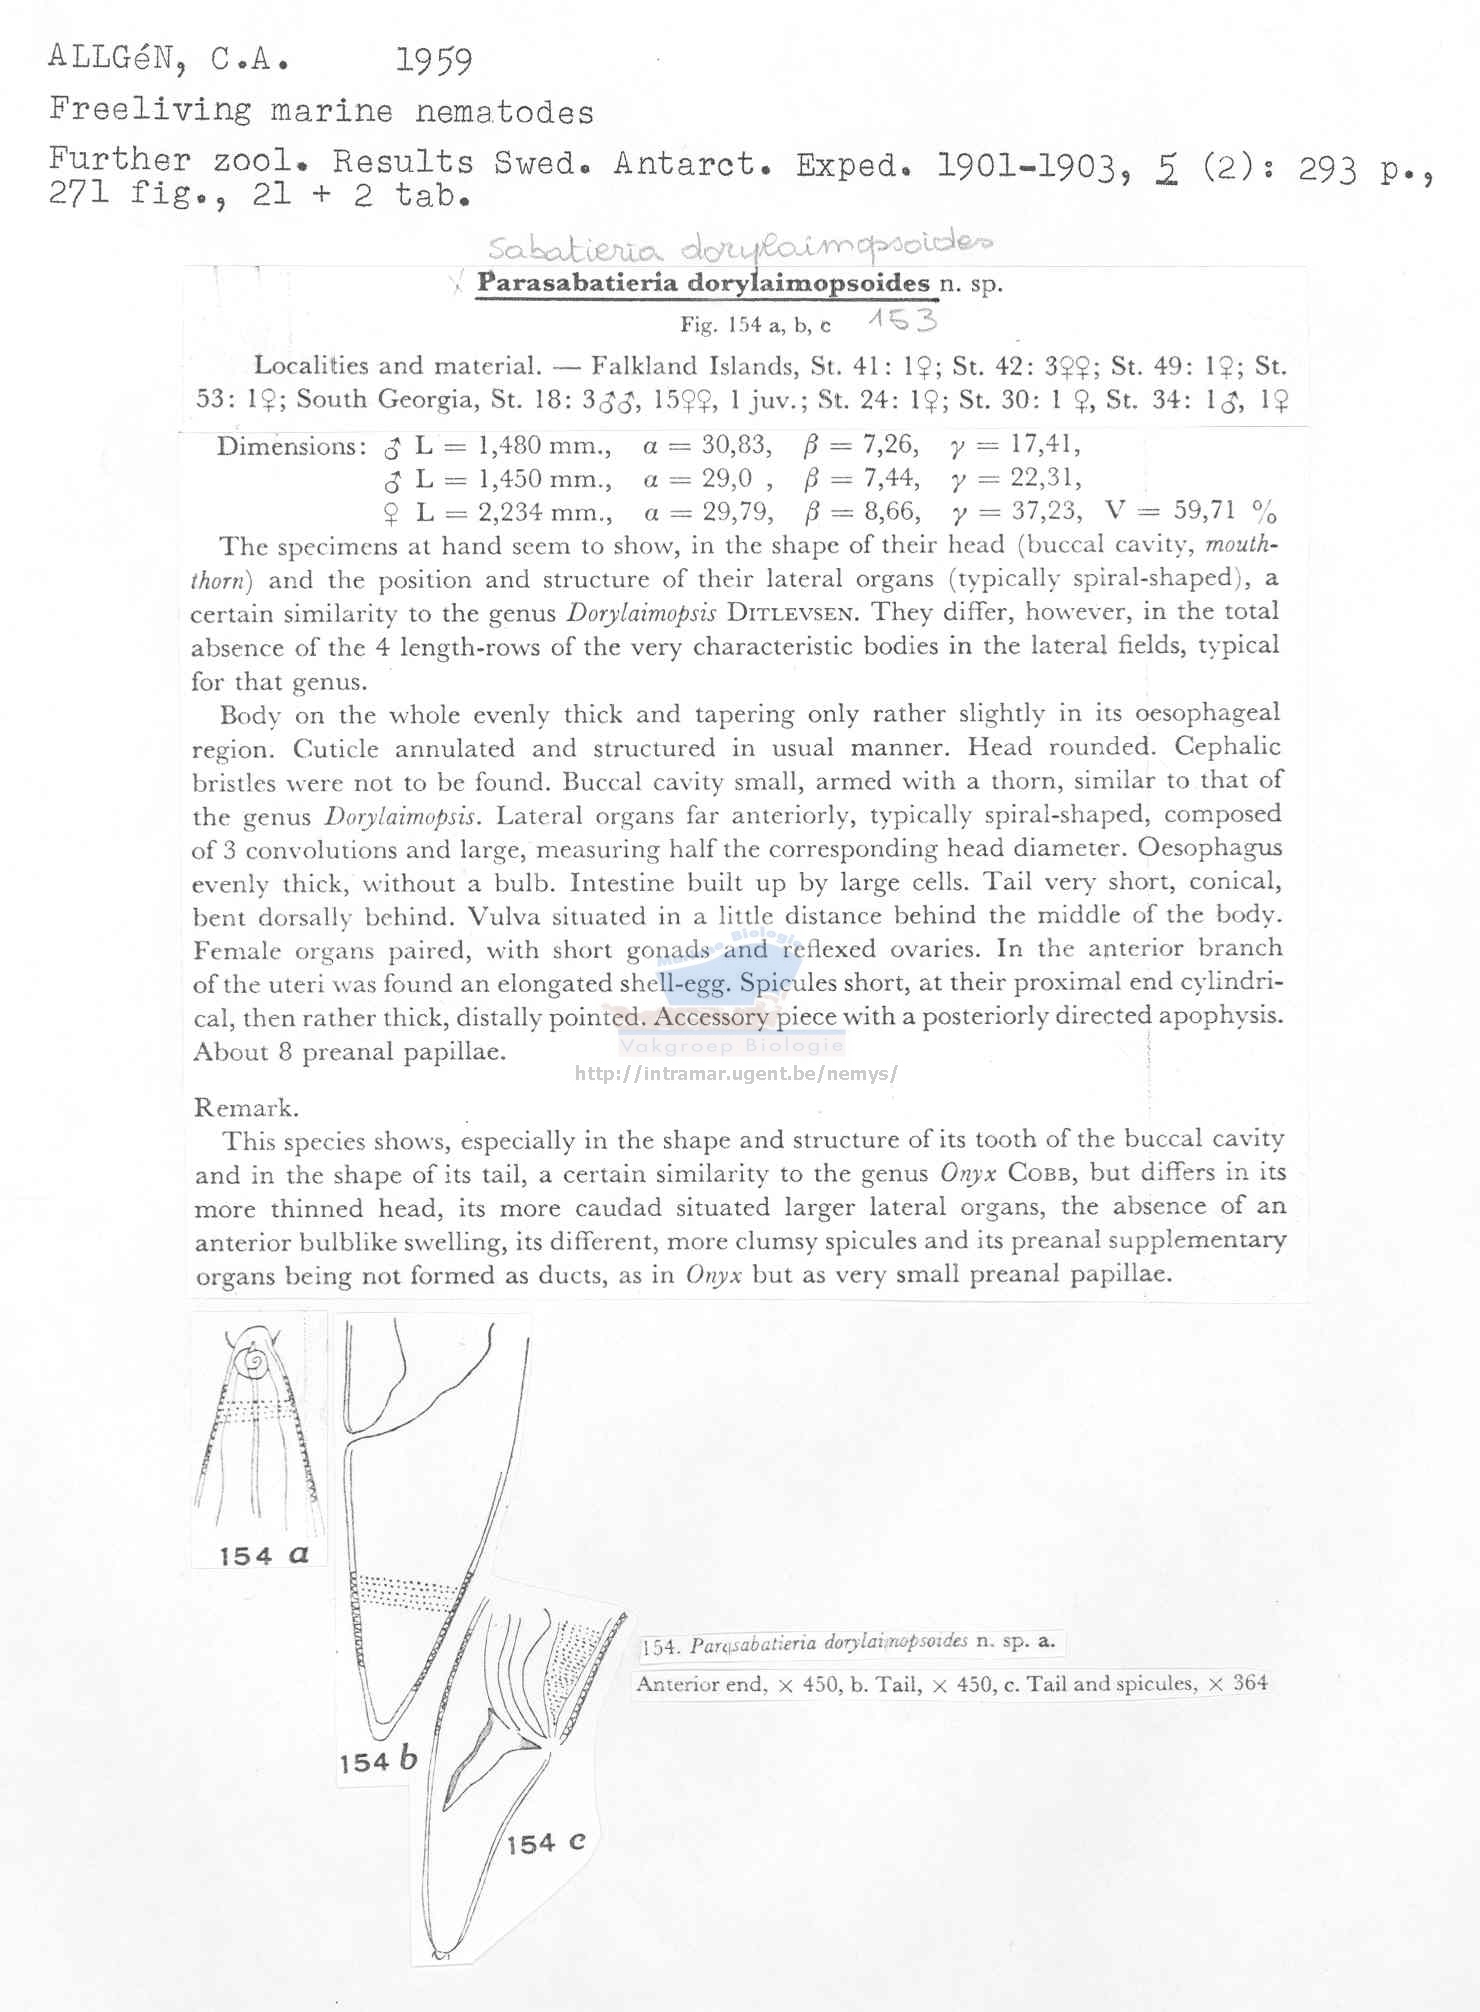 ALLGéN, C.A. 1959
Freeliving marine nematodes
Further zool. Results Swed. Antarct. Exped. 1901-1903, 5 (2): 293 p.,
271 fig., 21 + 2 tab.
Sabatieria dorylaimopsoides
Parasabatieria dorylaimopsoides n. sp.
Fig. 154 a, b, c 153
Localities and material. — Falkland Islands, St. 41: 1♀; St. 42: 3♀♀; St. 49: 1♀; St.
53: 1♀; South Georgia, St. 18: 3♂♂, 15♀♀, 1 juv.; St. 24: 1♀; St. 30: 1 ♀, St. 34: 1♂, 1♀
Dimensions: ♂ L = 1,480 mm., α = 30,83, β = 7,26, γ = 17,41,
♂ L = 1,450 mm., α = 29,0 , β = 7,44, γ = 22,31,
♀ L = 2,234 mm., α = 29,79, β = 8,66, γ = 37,23, V = 59,71 %
The specimens at hand seem to show, in the shape of their head (buccal cavity, mouth-
thorn) and the position and structure of their lateral organs (typically spiral-shaped), a
certain similarity to the genus Dorylaimopsis DITLEVSEN. They differ, however, in the total
absence of the 4 length-rows of the very characteristic bodies in the lateral fields, typical
for that genus.
Body on the whole evenly thick and tapering only rather slightly in its oesophageal
region. Cuticle annulated and structured in usual manner. Head rounded. Cephalic
bristles were not to be found. Buccal cavity small, armed with a thorn, similar to that of
the genus Dorylaimopsis. Lateral organs far anteriorly, typically spiral-shaped, composed
of 3 convolutions and large, measuring half the corresponding head diameter. Oesophagus
evenly thick, without a bulb. Intestine built up by large cells. Tail very short, conical,
bent dorsally behind. Vulva situated in a little distance behind the middle of the body.
Female organs paired, with short gonads and reflexed ovaries. In the anterior branch
of the uteri was found an elongated shell-egg. Spicules short, at their proximal end cylindri-
cal, then rather thick, distally pointed. Accessory piece with a posteriorly directed apophysis.
About 8 preanal papillae.
Marine Biologie
Vakgroep Biologie
http://intramar.ugent.be/nemys/
Remark.
This species shows, especially in the shape and structure of its tooth of the buccal cavity
and in the shape of its tail, a certain similarity to the genus Onyx COBB, but differs in its
more thinned head, its more caudad situated larger lateral organs, the absence of an
anterior bulblike swelling, its different, more clumsy spicules and its preanal supplementary
organs being not formed as ducts, as in Onyx but as very small preanal papillae.
154 a
154 b
154 c
154. Parasabatieria dorylaimopsoides n. sp. a.
Anterior end, × 450, b. Tail, × 450, c. Tail and spicules, × 364